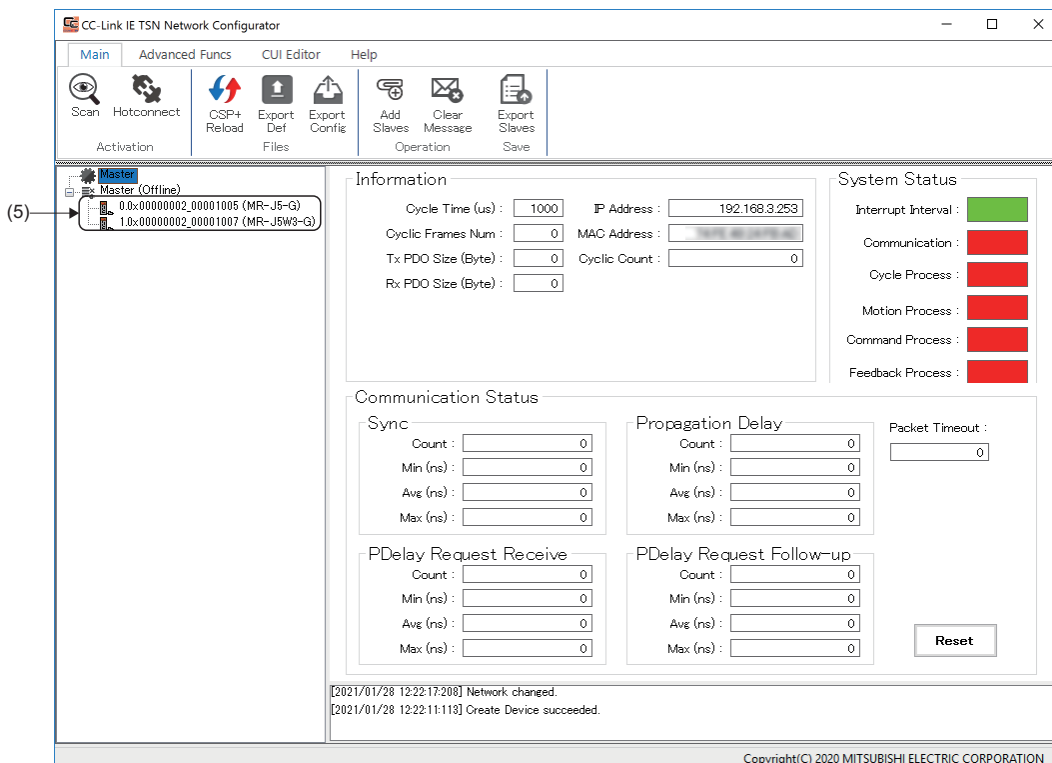 CC-Link IE TSN Network Configurator
Main Advanced Funcs CUI Editor Help
Scan Hotconnect CSP+ Reload Export Def Export Config Add Slaves Clear Message Export Slaves
Activation Files Operation Save
Master
Master (Offline)
(5)
0.0x00000002_00001005 (MR-J5-G)
1.0x00000002_00001007 (MR-J5W3-G)
Information
Cycle Time (us) : 1000 IP Address : 192.168.3.253
Cyclic Frames Num : 0 MAC Address :
Tx PDO Size (Byte) : 0 Cyclic Count : 0
Rx PDO Size (Byte) : 0
System Status
Interrupt Interval :
Communication :
Cycle Process :
Motion Process :
Command Process :
Feedback Process :
Communication Status
Sync
Count : 0
Min (ns) : 0
Avg (ns) : 0
Max (ns) : 0
Propagation Delay
Count : 0
Min (ns) : 0
Avg (ns) : 0
Max (ns) : 0
Packet Timeout :
0
PDelay Request Receive
Count : 0
Min (ns) : 0
Avg (ns) : 0
Max (ns) : 0
PDelay Request Follow-up
Count : 0
Min (ns) : 0
Avg (ns) : 0
Max (ns) : 0
Reset
[2021/01/28 12:22:17:208] Network changed.
[2021/01/28 12:22:11:113] Create Device succeeded.
Copyright(C) 2020 MITSUBISHI ELECTRIC CORPORATION